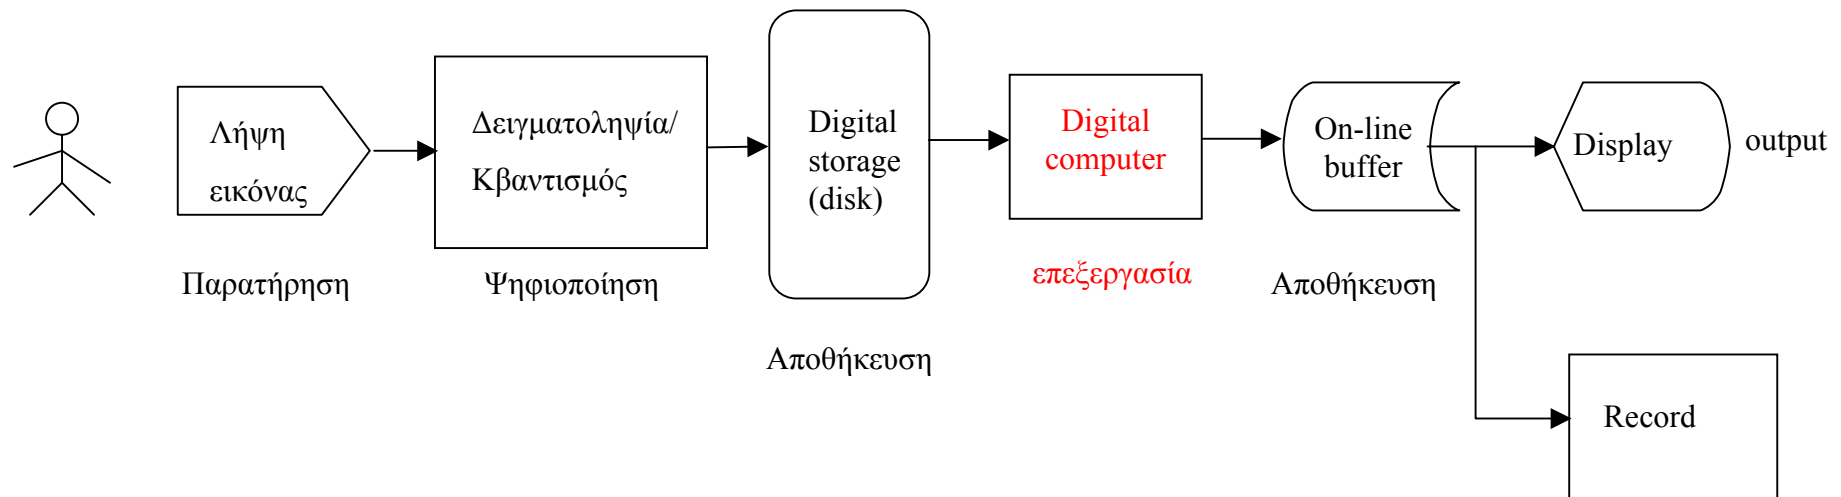 Λήψη
εικόνας
Παρατήρηση
Δειγματοληψία/
Κβαντισμός
Ψηφιοποίηση
Digital
storage
(disk)
Αποθήκευση
Digital
computer
επεξεργασία
On-line
buffer
Αποθήκευση
Display
output
Record